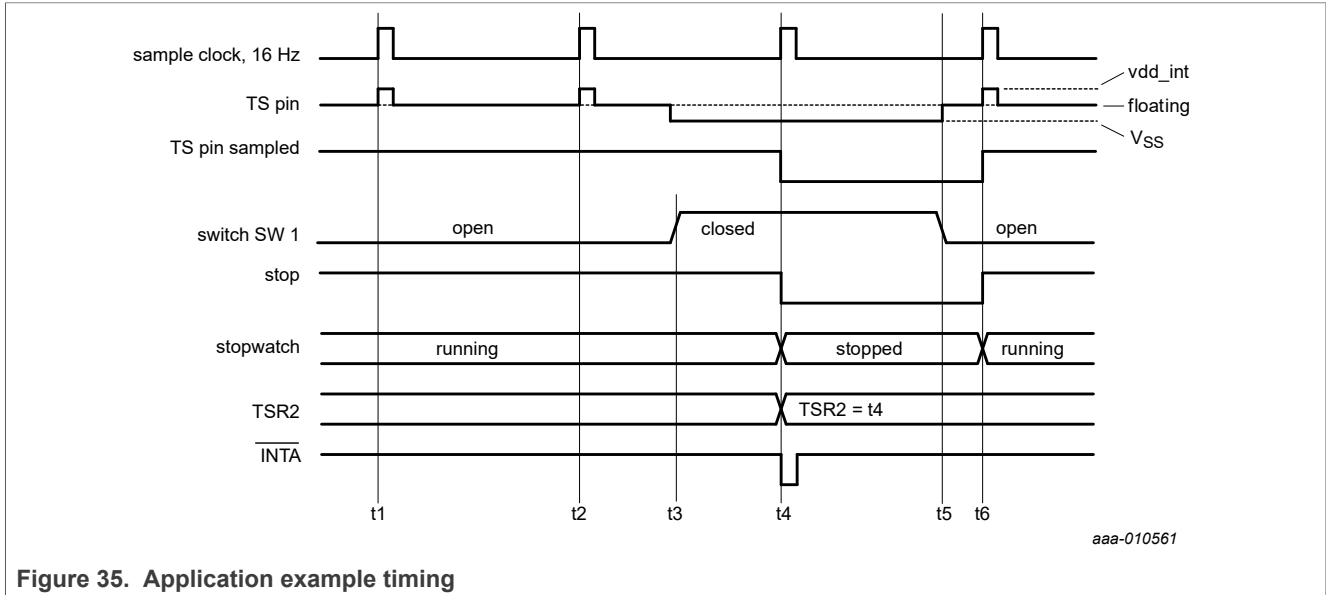 sample clock, 16 Hz
vdd_int
TS pin
floating
VSS
TS pin sampled
switch SW 1
open
closed
open
stop
stopwatch
running
stopped
running
TSR2
TSR2 = t4
INTA
t1 t2 t3 t4 t5 t6
aaa-010561
Figure 35. Application example timing